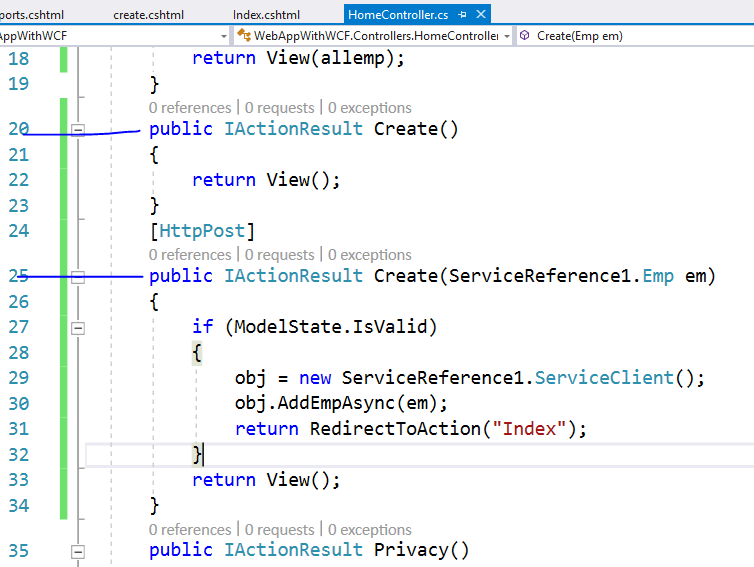 ports.cshtml create.cshtml Index.cshtml HomeController.cs
AppWithWCF WebAppWithWCF.Controllers.HomeController Create(Emp em)
18 return View(allemp);
19 }
0 references | 0 requests | 0 exceptions
20 public IActionResult Create()
21 {
22 return View();
23 }
24 [HttpPost]
0 references | 0 requests | 0 exceptions
25 public IActionResult Create(ServiceReference1.Emp em)
26 {
27 if (ModelState.IsValid)
28 {
29 obj = new ServiceReference1.ServiceClient();
30 obj.AddEmpAsync(em);
31 return RedirectToAction("Index");
32 }
33 return View();
34 }
0 references | 0 requests | 0 exceptions
35 public IActionResult Privacy()